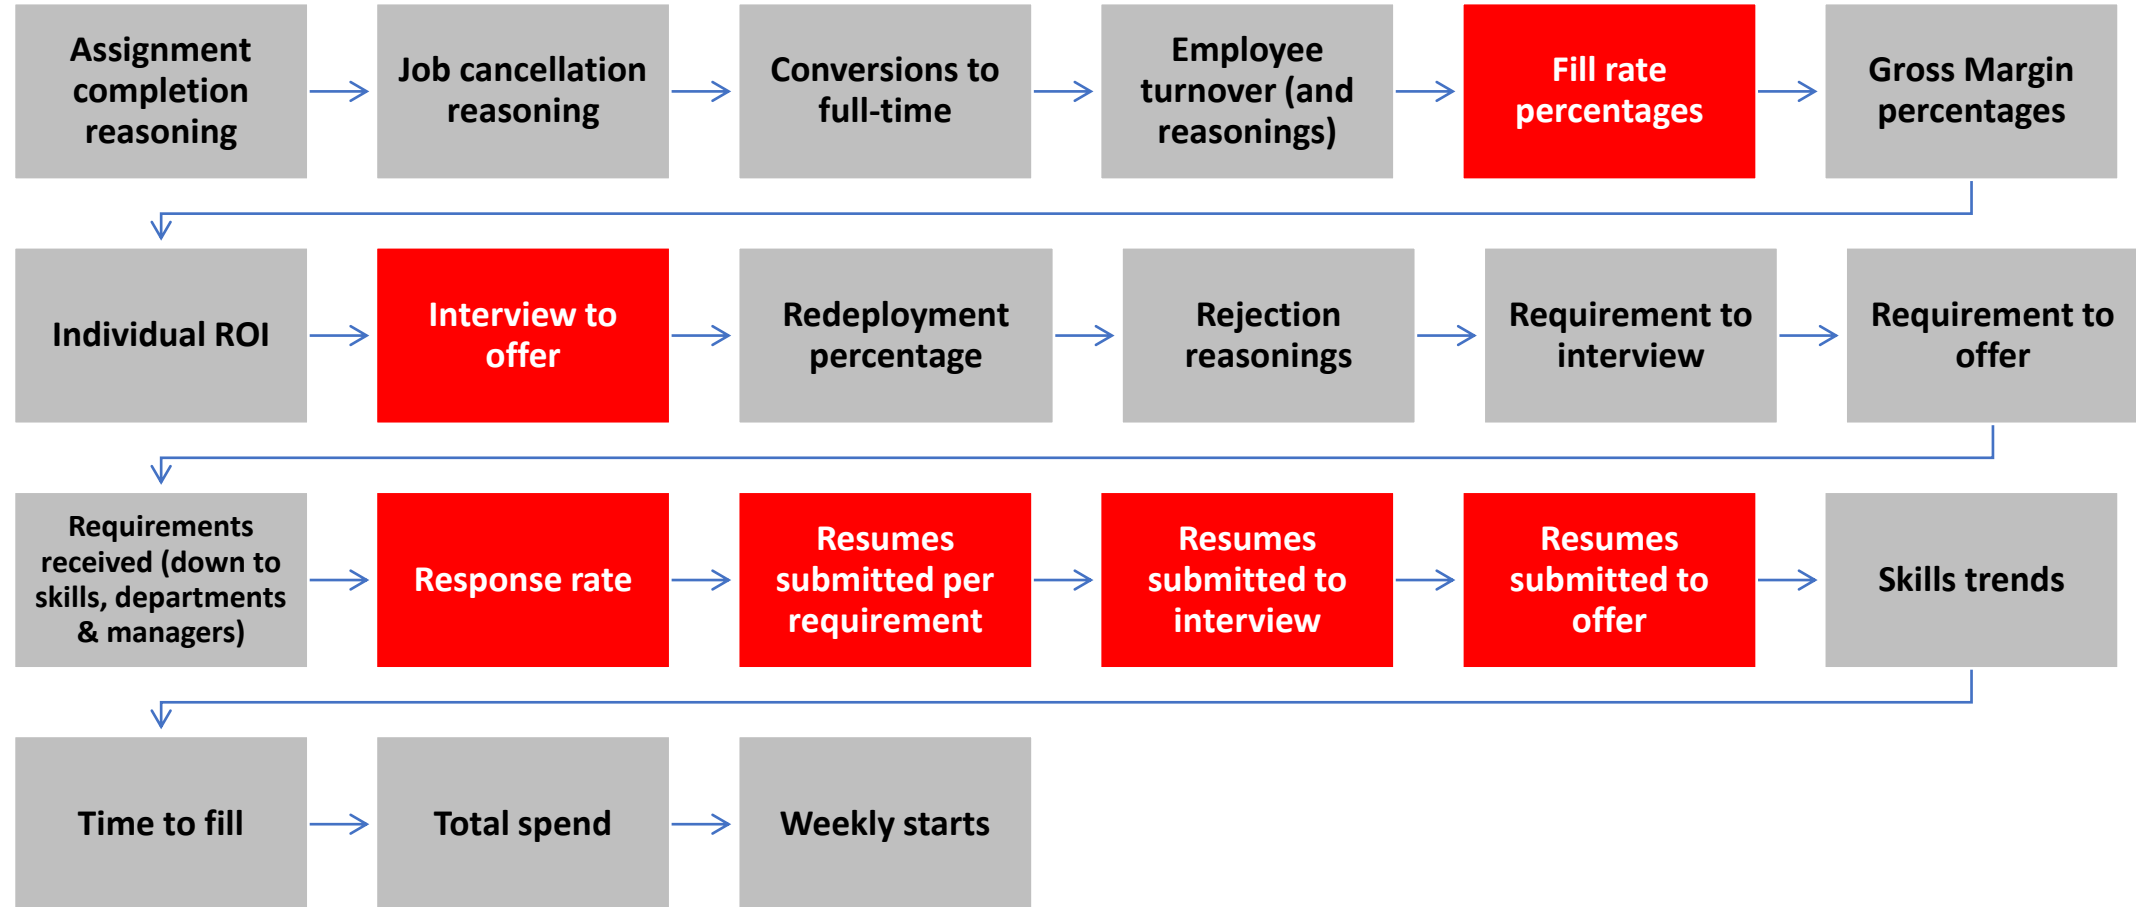 Assignment
completion
reasoning
Job cancellation
reasoning
Conversions to
full-time
Employee
turnover (and
reasonings)
Fill rate
percentages
Gross Margin
percentages
Individual ROI
Interview to
offer
Redeployment
percentage
Rejection
reasonings
Requirement to
interview
Requirement to
offer
Requirements
received (down to
skills, departments
& managers)
Response rate
Resumes
submitted per
requirement
Resumes
submitted to
interview
Resumes
submitted to
offer
Skills trends
Time to fill
Total spend
Weekly starts